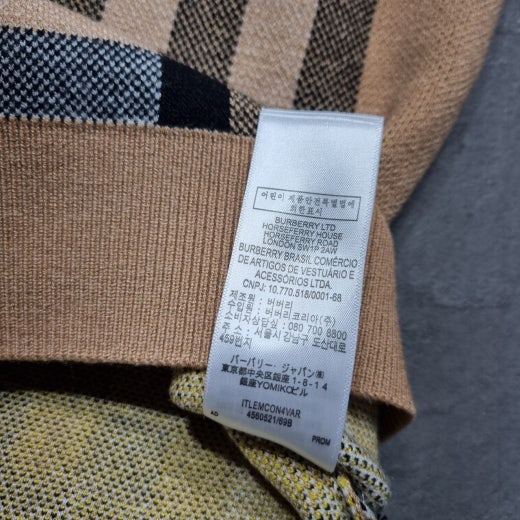 어린이 제품안전특별법에
의한표시
BURBERRY LTD
HORSEFERRY HOUSE
HORSEFERRY ROAD
LONDON SW1P 2AW
BURBERRY BRASIL COMÉRCIO
DE ARTIGOS DE VESTUÁRIO E
ACESSÓRIOS LTDA.
CNPJ: 10.770.518/0001-68
제조원 : 버버리
수입원 : 버버리코리아(주)
소비자상담실 : 080 700 8800
주소 : 서울시 강남구 도산대로
459번지
バーバリー・ジャパン㈱
東京都中央区銀座1-8-14
銀座YOMIKOビル
ITLEMCON4VAR
AD 4560521/69B
PROM